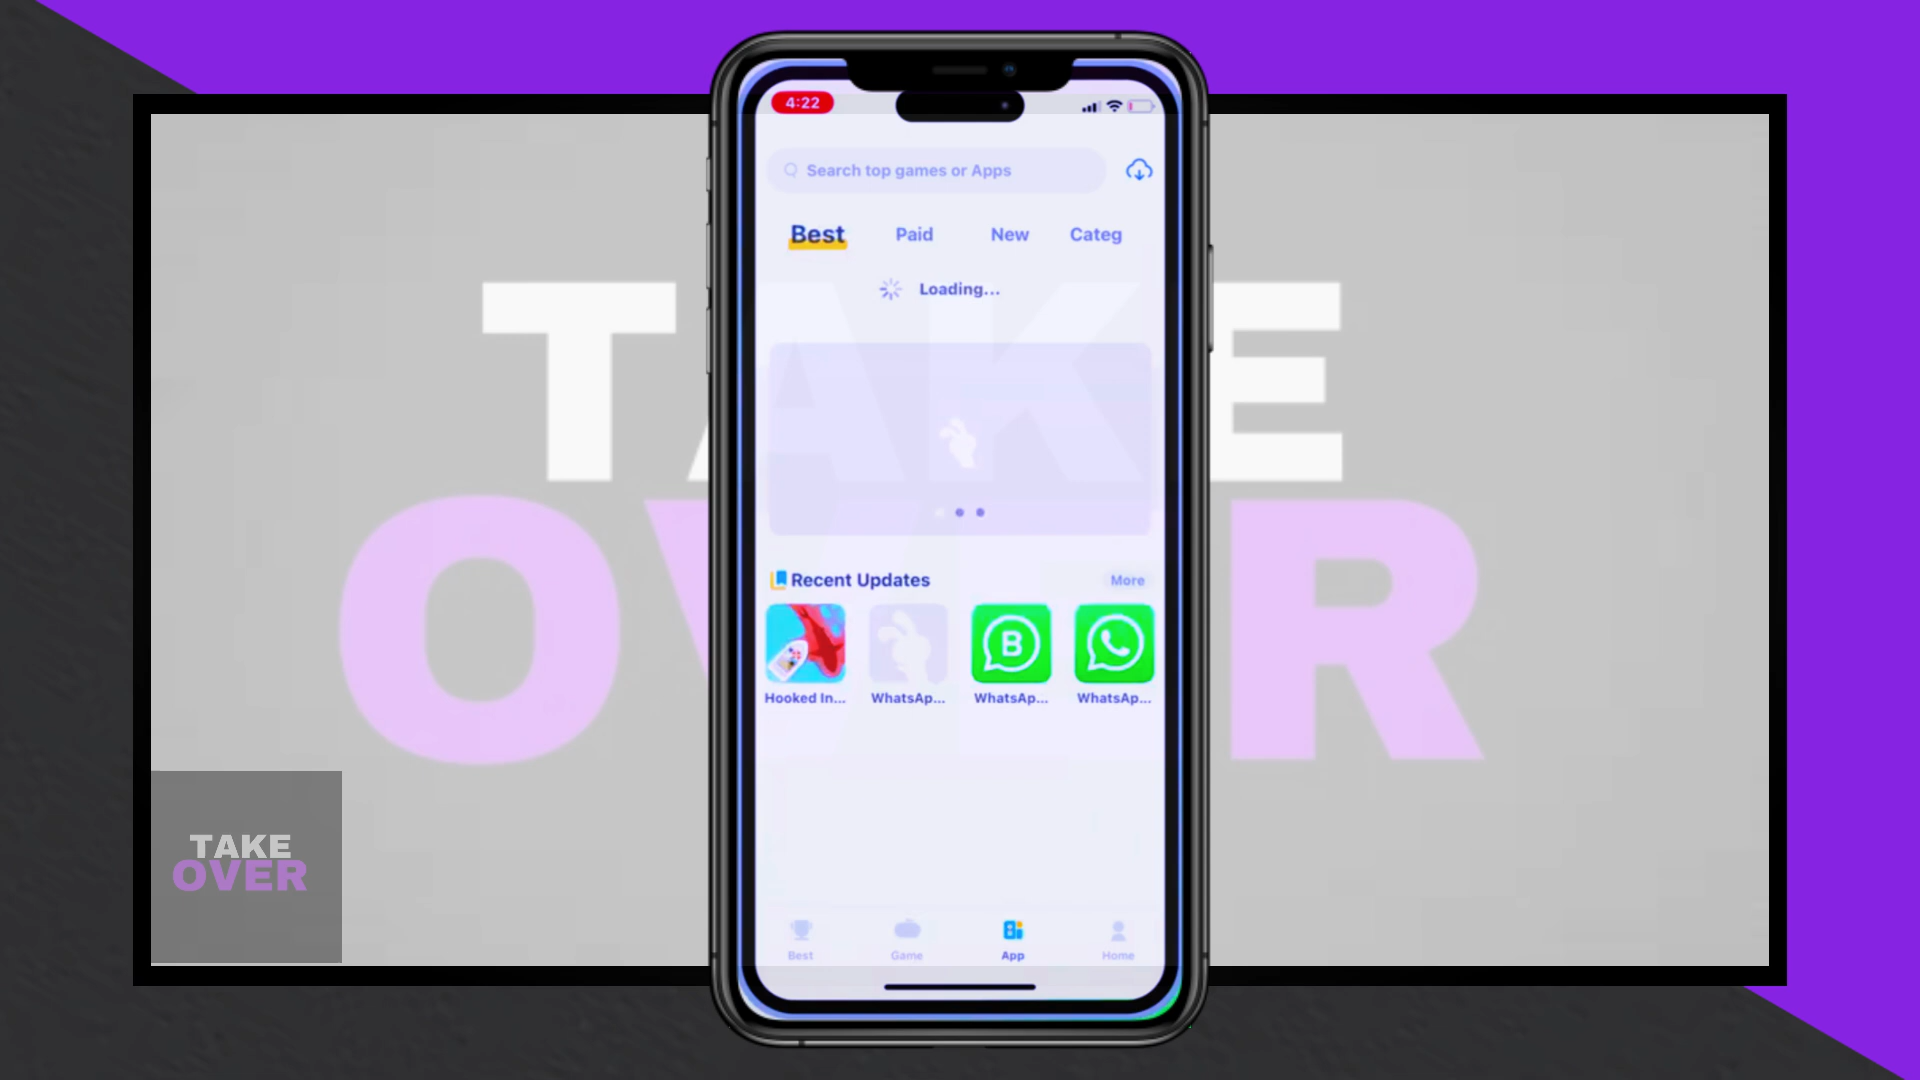 4:22
Search top games or Apps
Best Paid New Categ
Loading...
TAKE
OVER
Recent Updates More
B
Hooked In... WhatsAp... WhatsAp... WhatsAp...
TAKE
OVER
Best Game App Home